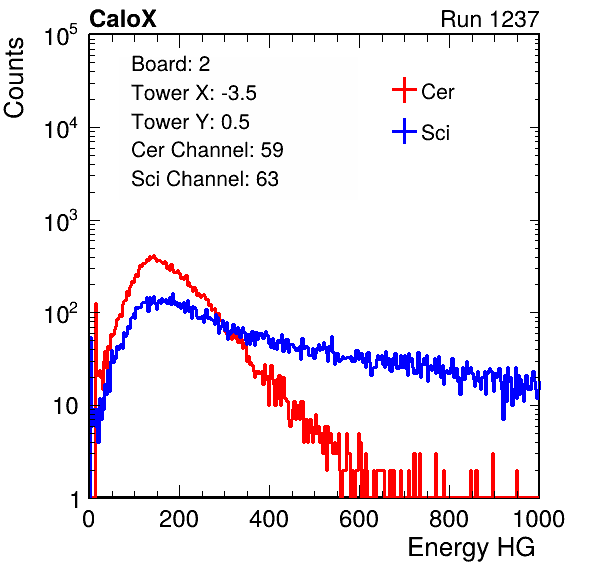 CaloX Run 1237
Counts
10^5
10^4
10^3
10^2
10
1
Board: 2
Tower X: -3.5
Tower Y: 0.5
Cer Channel: 59
Sci Channel: 63
Cer
Sci
0 200 400 600 800 1000
Energy HG